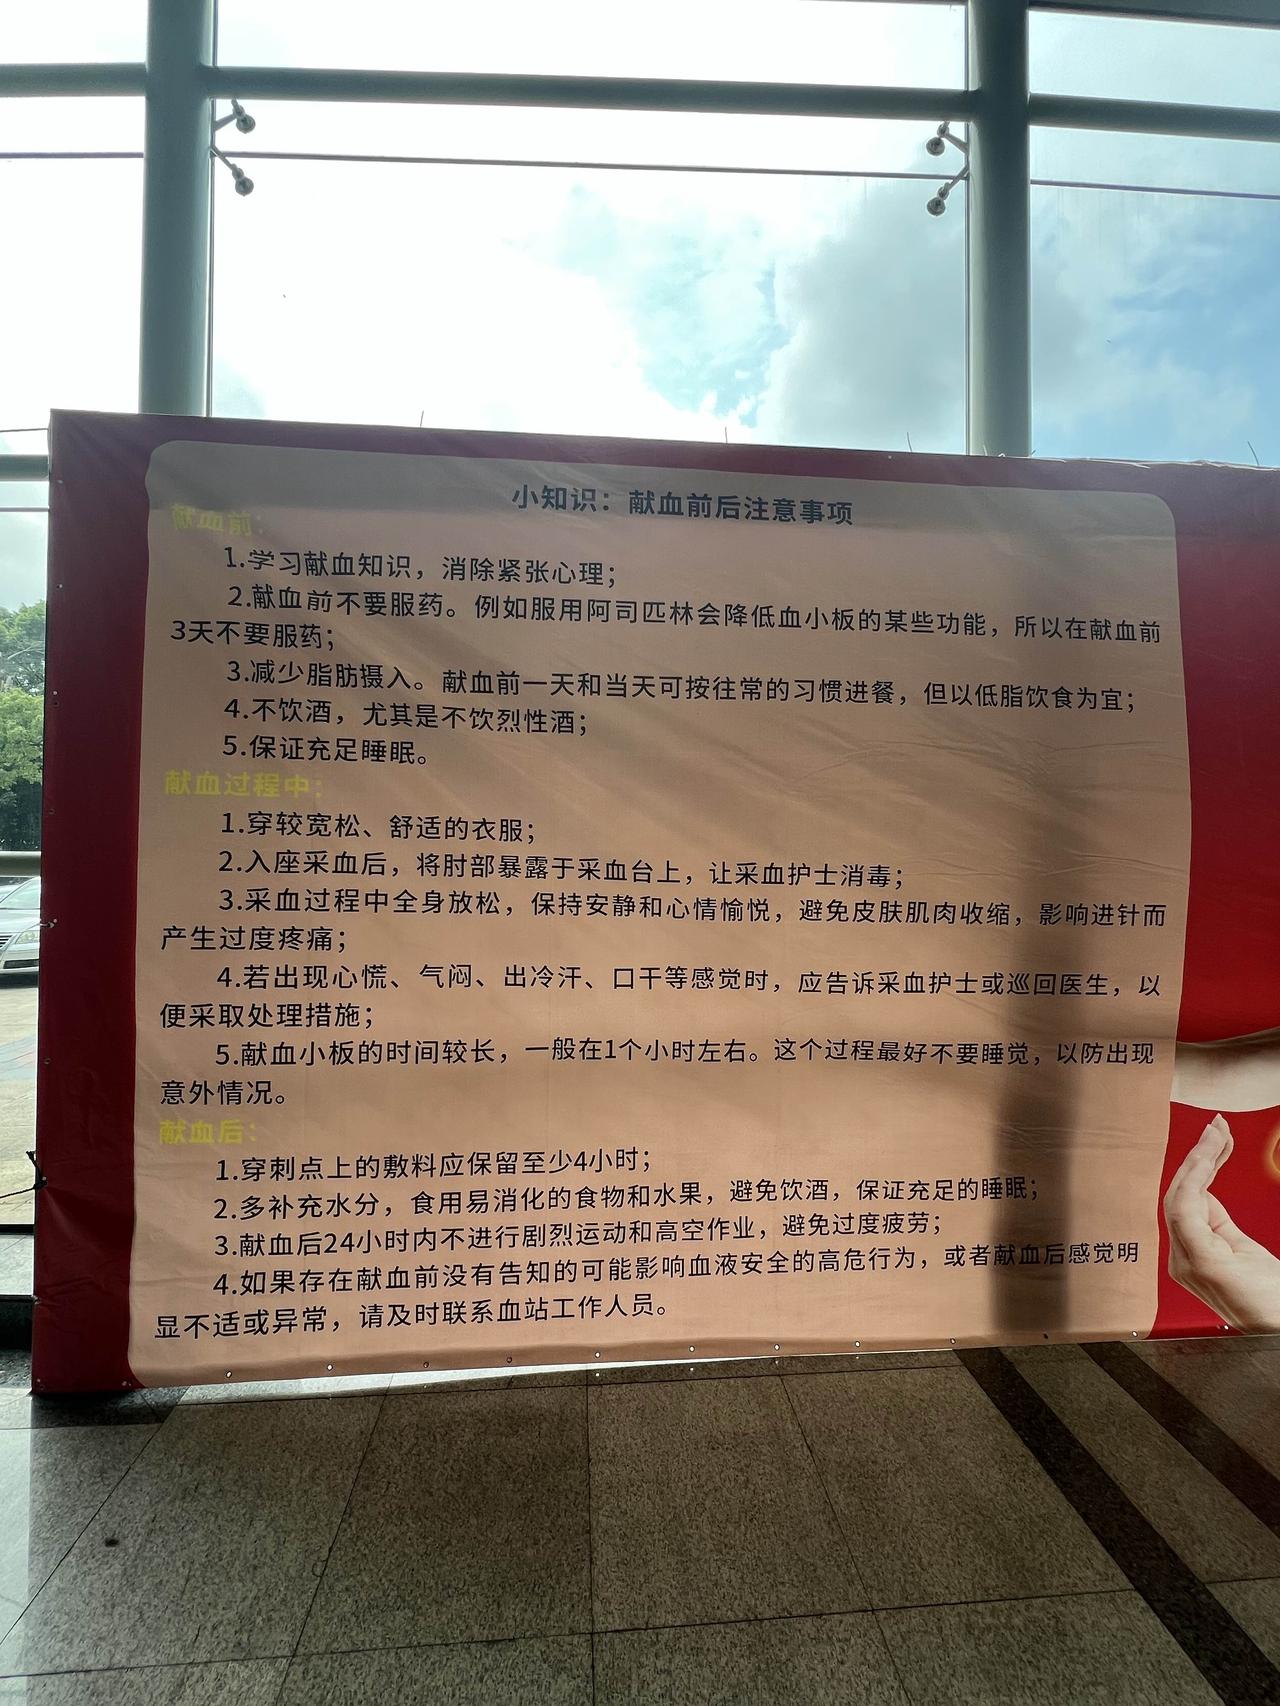 小知识：献血前后注意事项
献血前：
1.学习献血知识，消除紧张心理；
2.献血前不要服药。例如服用阿司匹林会降低血小板的某些功能，所以在献血前
3天不要服药；
3.减少脂肪摄入。献血前一天和当天可按往常的习惯进餐，但以低脂饮食为宜；
4.不饮酒，尤其是不饮烈性酒；
5.保证充足睡眠。
献血过程中：
1.穿较宽松、舒适的衣服；
2.入座采血后，将肘部暴露于采血台上，让采血护士消毒；
3.采血过程中全身放松，保持安静和心情愉悦，避免皮肤肌肉收缩，影响进针而
产生过度疼痛；
4.若出现心慌、气闷、出冷汗、口干等感觉时，应告诉采血护士或巡回医生，以
便采取处理措施；
5.献血小板的时间较长，一般在1个小时左右。这个过程最好不要睡觉，以防出现
意外情况。
献血后：
1.穿刺点上的敷料应保留至少4小时；
2.多补充水分，食用易消化的食物和水果，避免饮酒，保证充足的睡眠；
3.献血后24小时内不进行剧烈运动和高空作业，避免过度疲劳；
4.如果存在献血前没有告知的可能影响血液安全的高危行为，或者献血后感觉明
显不适或异常，请及时联系血站工作人员。